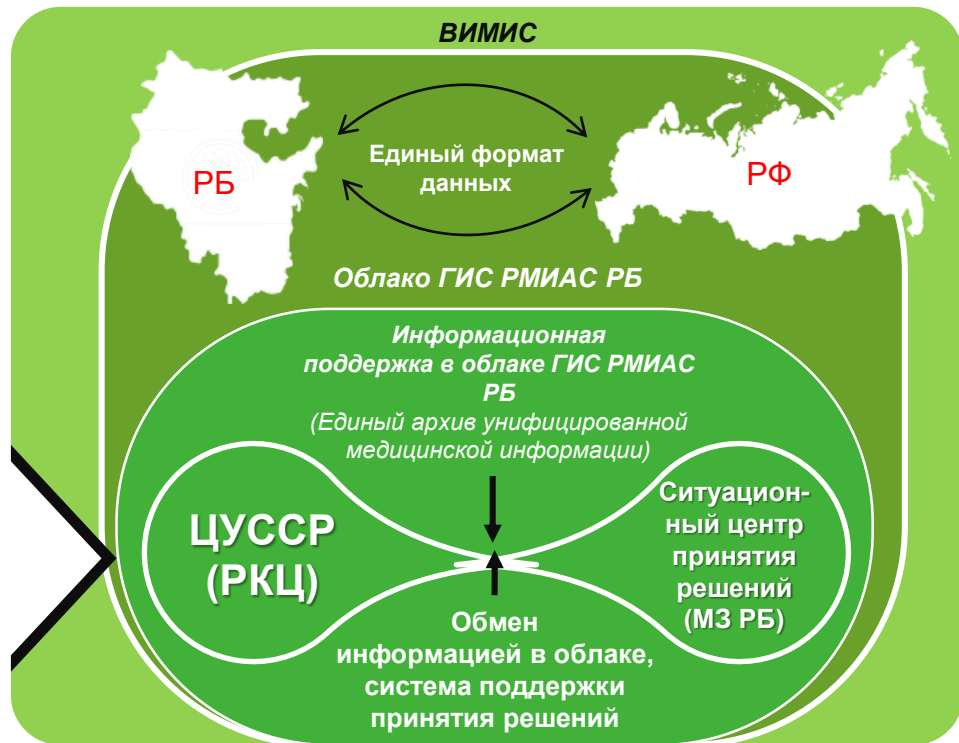 ВИМИС
РБ
Единый формат
данных
РФ
Облако ГИС РМИАС РБ
Информационная
поддержка в облаке ГИС РМИАС
РБ
(Единый архив унифицированной
медицинской информации)
ЦУССР
(РКЦ)
Ситуацион-
ный центр
принятия
решений
(МЗ РБ)
Обмен
информацией в облаке,
система поддержки
принятия решений